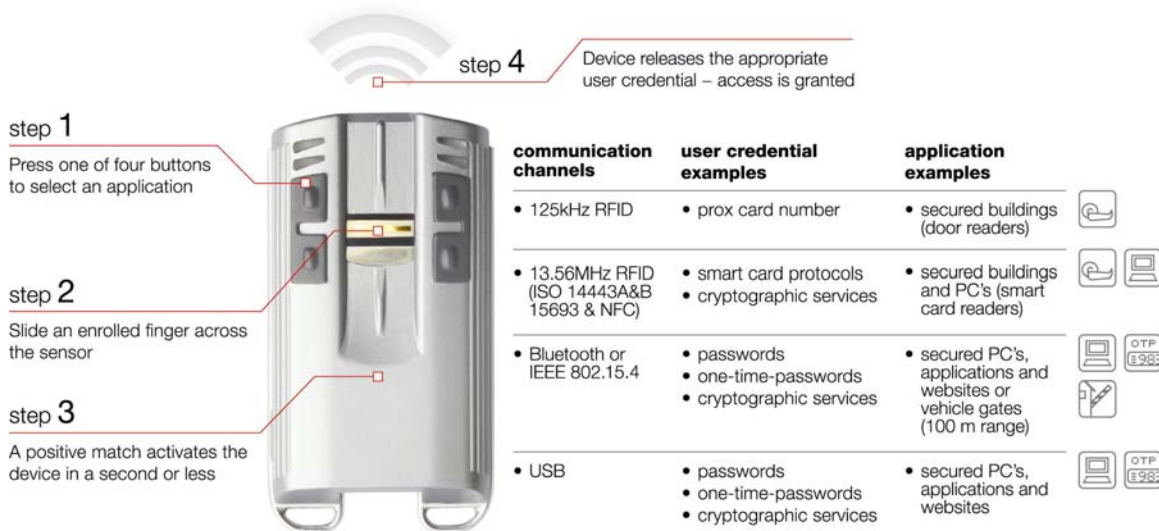 step 4
Device releases the appropriate
user credential – access is granted
step 1
Press one of four buttons
to select an application
step 2
Slide an enrolled finger across
the sensor
step 3
A positive match activates the
device in a second or less
communication
channels
user credential
examples
application
examples
• 125kHz RFID
• prox card number
• secured buildings
(door readers)
• 13.56MHz RFID
(ISO 14443A&B
15693 & NFC)
• smart card protocols
• cryptographic services
• secured buildings
and PC's (smart
card readers)
• Bluetooth or
IEEE 802.15.4
• passwords
• one-time-passwords
• cryptographic services
• secured PC's,
applications and
websites or
vehicle gates
(100 m range)
OTP
• USB
• passwords
• one-time-passwords
• cryptographic services
• secured PC's,
applications and
websites
OTP